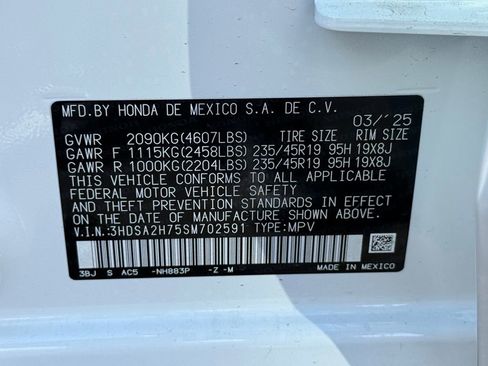 MFD.BY HONDA DE MEXICO S.A. DE C.V.
03/'25
GVWR 2090KG(4607LBS) TIRE SIZE RIM SIZE
GAWR F 1115KG(2458LBS) 235/45R19 95H 19X8J
GAWR R 1000KG(2204LBS) 235/45R19 95H 19X8J
THIS VEHICLE CONFORMS TO ALL APPLICABLE
FEDERAL MOTOR VEHICLE SAFETY
AND THEFT PREVENTION STANDARDS IN EFFECT
ON THE DATE OF MANUFACTURE SHOWN ABOVE.
V.I.N:3HDSA2H75SM702591 TYPE:MPV
3BJ S AC5 -NH883P -Z -M
MADE IN MEXICO